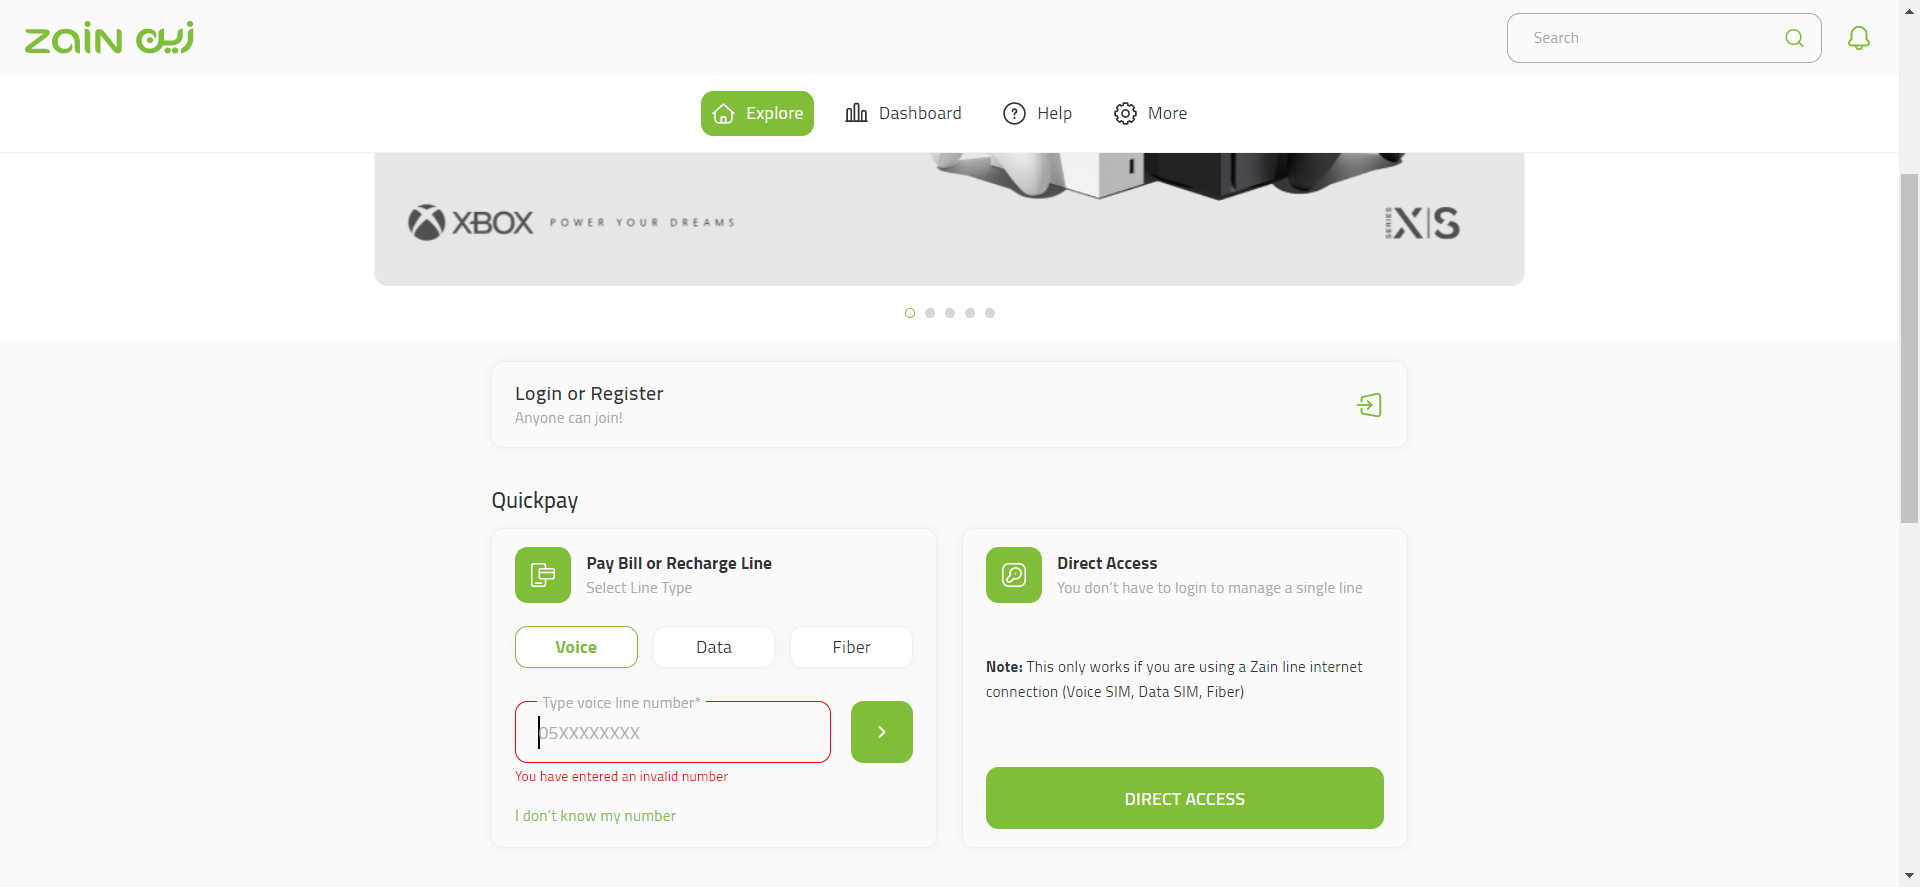 zain زين
Search
Explore
Dashboard
Help
More
XBOX POWER YOUR DREAMS
SERIES X|S
Login or Register
Anyone can join!
Quickpay
Pay Bill or Recharge Line
Select Line Type
Voice
Data
Fiber
Type voice line number*
05XXXXXXXX
You have entered an invalid number
I don't know my number
Direct Access
You don't have to login to manage a single line
Note: This only works if you are using a Zain line internet
connection (Voice SIM, Data SIM, Fiber)
DIRECT ACCESS